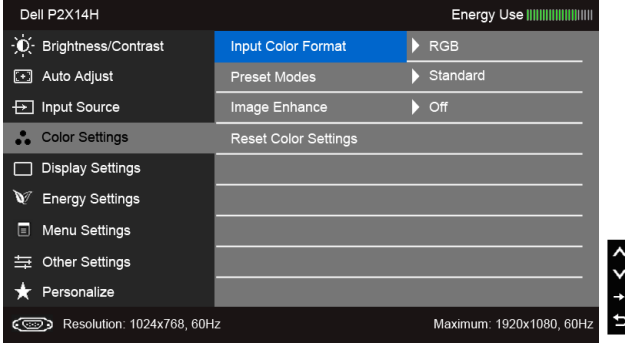 Dell P2X14H Energy Use
Brightness/Contrast Input Color Format RGB
Auto Adjust Preset Modes Standard
Input Source Image Enhance Off
Color Settings Reset Color Settings
Display Settings
Energy Settings
Menu Settings
Other Settings
Personalize
Resolution: 1024x768, 60Hz Maximum: 1920x1080, 60Hz